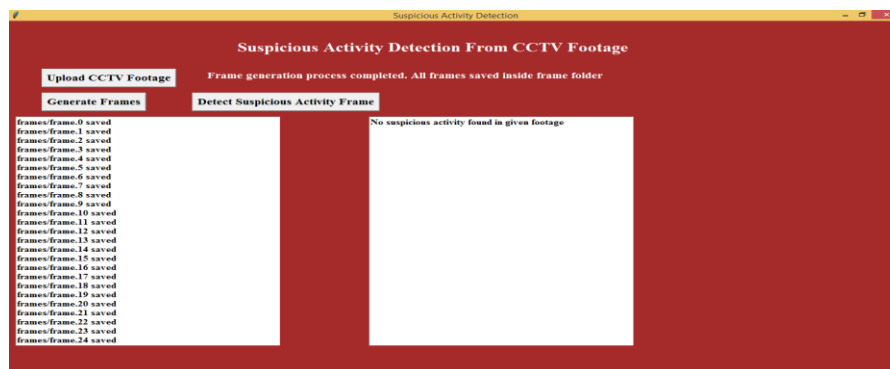 Suspicious Activity Detection
Suspicious Activity Detection From CCTV Footage
Upload CCTV Footage
Frame generation process completed. All frames saved inside frame folder
Generate Frames
Detect Suspicious Activity Frame
frames/frame.0 saved
frames/frame.1 saved
frames/frame.2 saved
frames/frame.3 saved
frames/frame.4 saved
frames/frame.5 saved
frames/frame.6 saved
frames/frame.7 saved
frames/frame.8 saved
frames/frame.9 saved
frames/frame.10 saved
frames/frame.11 saved
frames/frame.12 saved
frames/frame.13 saved
frames/frame.14 saved
frames/frame.15 saved
frames/frame.16 saved
frames/frame.17 saved
frames/frame.18 saved
frames/frame.19 saved
frames/frame.20 saved
frames/frame.21 saved
frames/frame.22 saved
frames/frame.23 saved
frames/frame.24 saved
No suspicious activity found in given footage